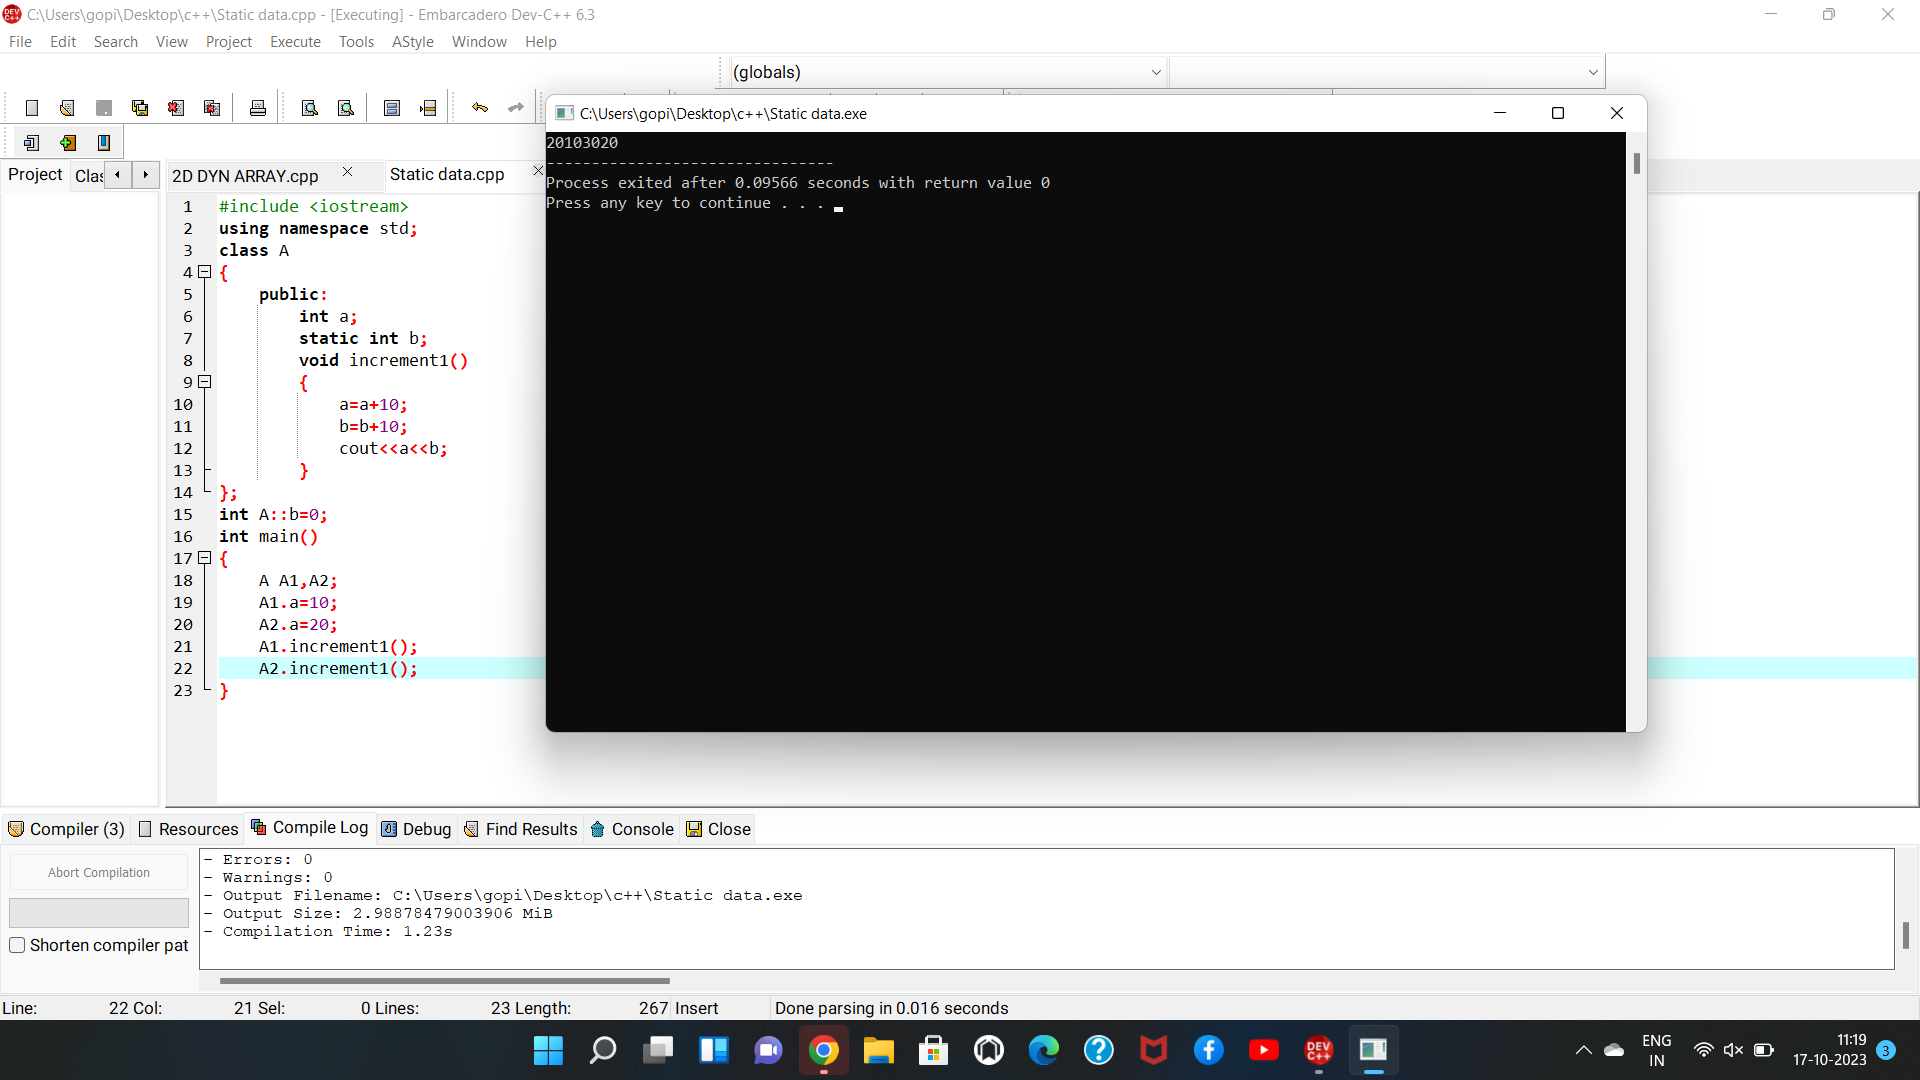 C:\Users\gopi\Desktop\c++\Static data.cpp - [Executing] - Embarcadero Dev-C++ 6.3
File Edit Search View Project Execute Tools AStyle Window Help
(globals)
C:\Users\gopi\Desktop\c++\Static data.exe
20103020
--------------------------------
Process exited after 0.09566 seconds with return value 0
Press any key to continue . . .
Project Clas 2D DYN ARRAY.cpp Static data.cpp
1 #include <iostream>
2 using namespace std;
3 class A
4 {
5 public:
6 int a;
7 static int b;
8 void increment1()
9 {
10 a=a+10;
11 b=b+10;
12 cout<<a<<b;
13 }
14 };
15 int A::b=0;
16 int main()
17 {
18 A A1,A2;
19 A1.a=10;
20 A2.a=20;
21 A1.increment1();
22 A2.increment1();
23 }
Compiler (3) Resources Compile Log Debug Find Results Console Close
Abort Compilation
Shorten compiler pat
- Errors: 0
- Warnings: 0
- Output Filename: C:\Users\gopi\Desktop\c++\Static data.exe
- Output Size: 2.98878479003906 MiB
- Compilation Time: 1.23s
Line: 22 Col: 21 Sel: 0 Lines: 23 Length: 267 Insert Done parsing in 0.016 seconds
DEV C++
ENG
IN
11:19
17-10-2023
3